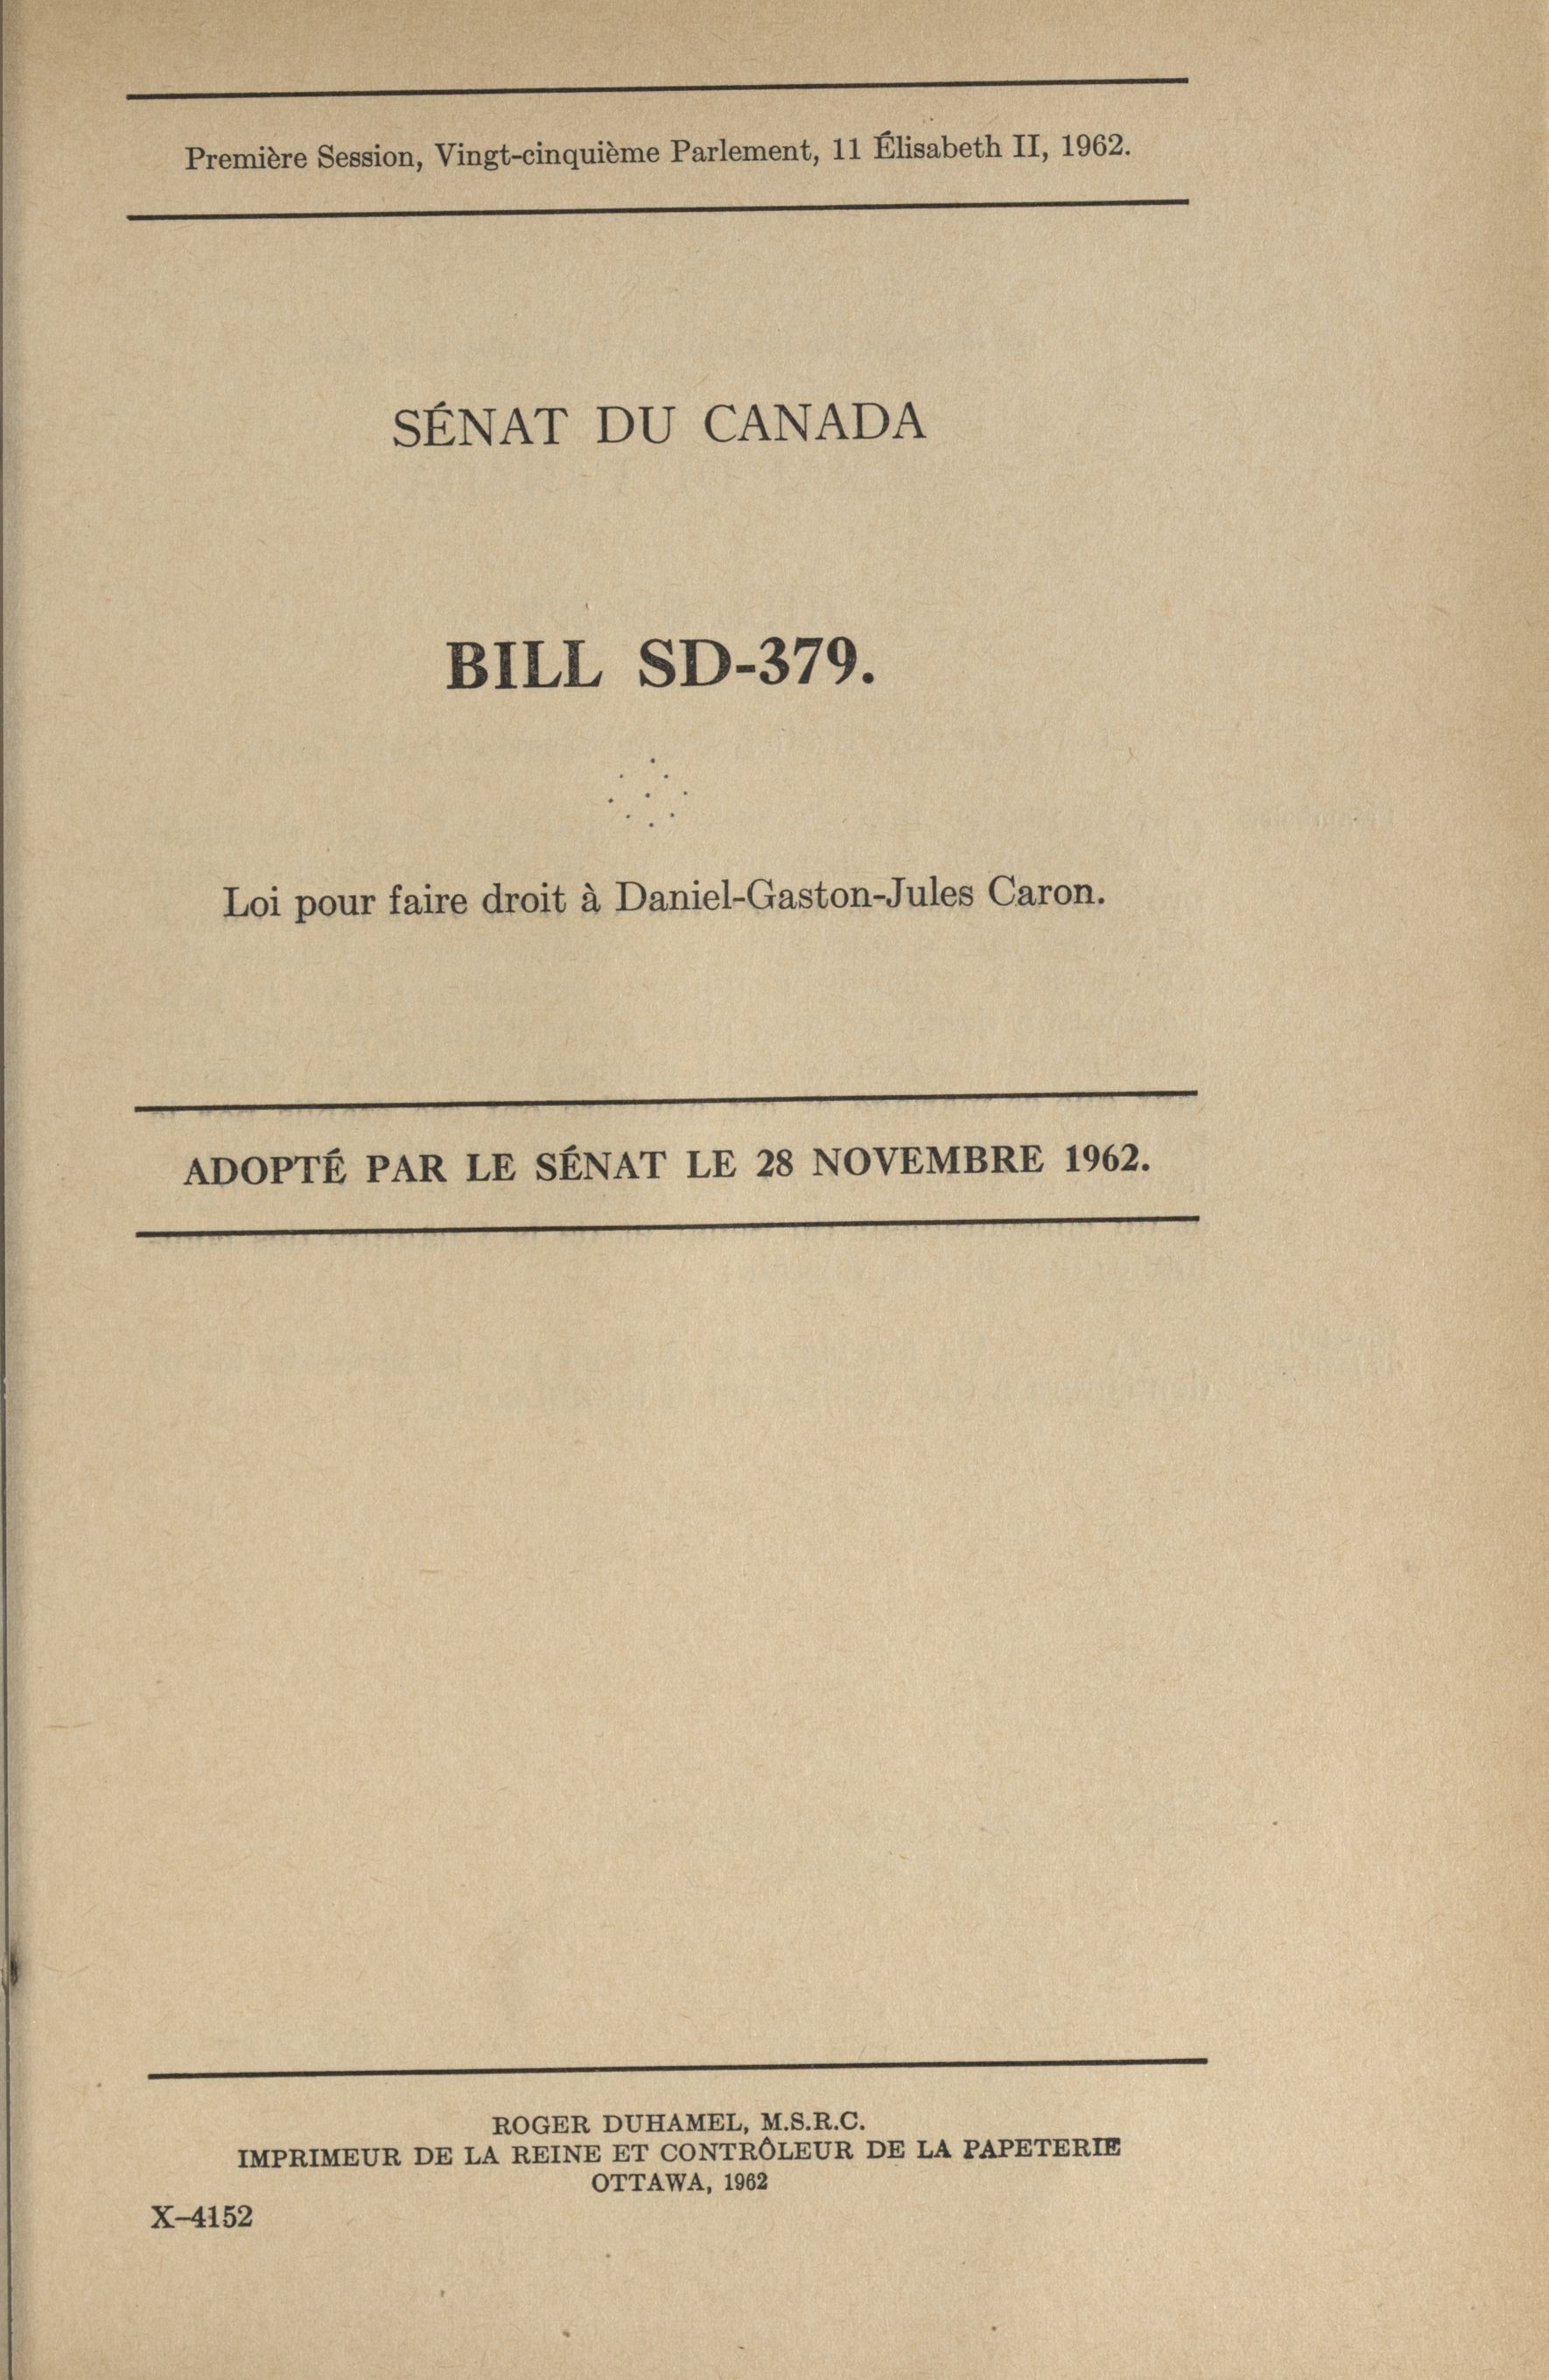 Première Session, Vingt-cinquième Parlement, 11 Élisabeth II, 1962.
SÉNAT DU CANADA
BILL SD-379.
Loi pour faire droit à Daniel-Gaston-Jules Caron.
ADOPTÉ PAR LE SÉNAT LE 28 NOVEMBRE 1962.
ROGER DUHAMEL, M.S.R.C.
IMPRIMEUR DE LA REINE ET CONTRÔLEUR DE LA PAPETERIE
OTTAWA, 1962
X–4152